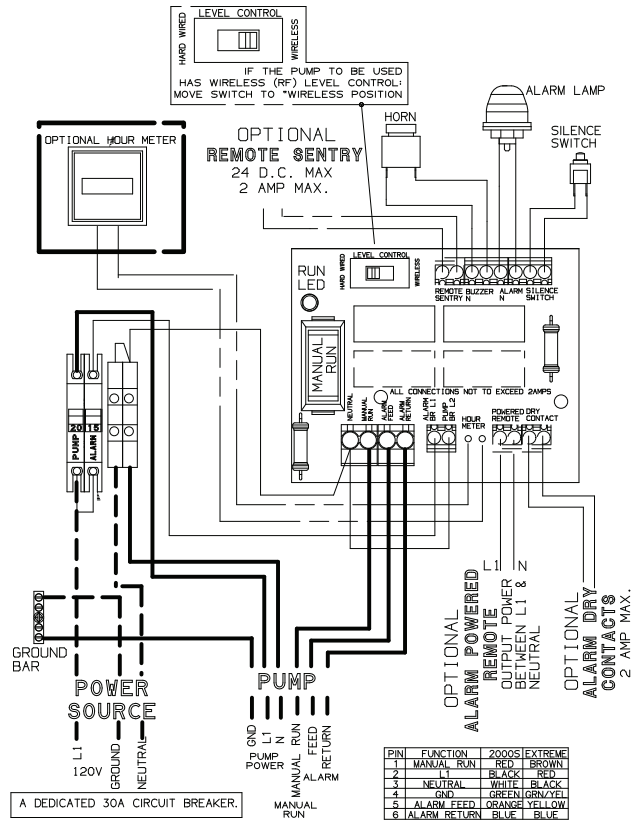 LEVEL CONTROL
HARD WIRED
WIRELESS
IF THE PUMP TO BE USED
HAS WIRELESS (RF) LEVEL CONTROL:
MOVE SWITCH TO "WIRELESS POSITION
ALARM LAMP
HORN
SILENCE
SWITCH
OPTIONAL HOUR METER
OPTIONAL
REMOTE SENTRY
24 D.C. MAX
2 AMP MAX.
RUN
LED
LEVEL CONTROL
HARD WIRED
WIRELESS
REMOTE BUZZER ALARM SILENCE
SENTRY N N SWITCH
MANUAL
RUN
ALL CONNECTIONS NOT TO EXCEED 2AMPS
NEUTRAL
MANUAL
RUN
ALARM
FEED
ALARM
RETURN
ALARM
BR L1
PUMP
BR L2
HOUR
METER
POWERED
REMOTE
DRY
CONTACT
20
15
PUMP
ALARM
L1 N
OPTIONAL
ALARM POWERED
REMOTE
OUTPUT POWER
BETWEEN L1 &
NEUTRAL
OPTIONAL
ALARM DRY
CONTACTS
2 AMP MAX.
GROUND
BAR
POWER
SOURCE
L1
120V
GROUND
NEUTRAL
PUMP
GND
L1
N
PUMP
POWER
MANUAL RUN
FEED
RETURN
ALARM
MANUAL
RUN
A DEDICATED 30A CIRCUIT BREAKER.
PIN FUNCTION 2000S EXTREME
1 MANUAL RUN RED BROWN
2 L1 BLACK RED
3 NEUTRAL WHITE BLACK
4 GND GREEN GRN/YEL
5 ALARM FEED ORANGE YELLOW
6 ALARM RETURN BLUE BLUE